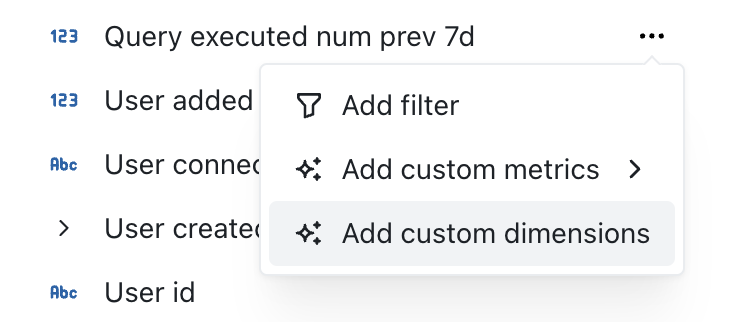 123 Query executed num prev 7d ...
123 User added
Add filter
Abc User connec
Add custom metrics
User created
Add custom dimensions
Abc User id